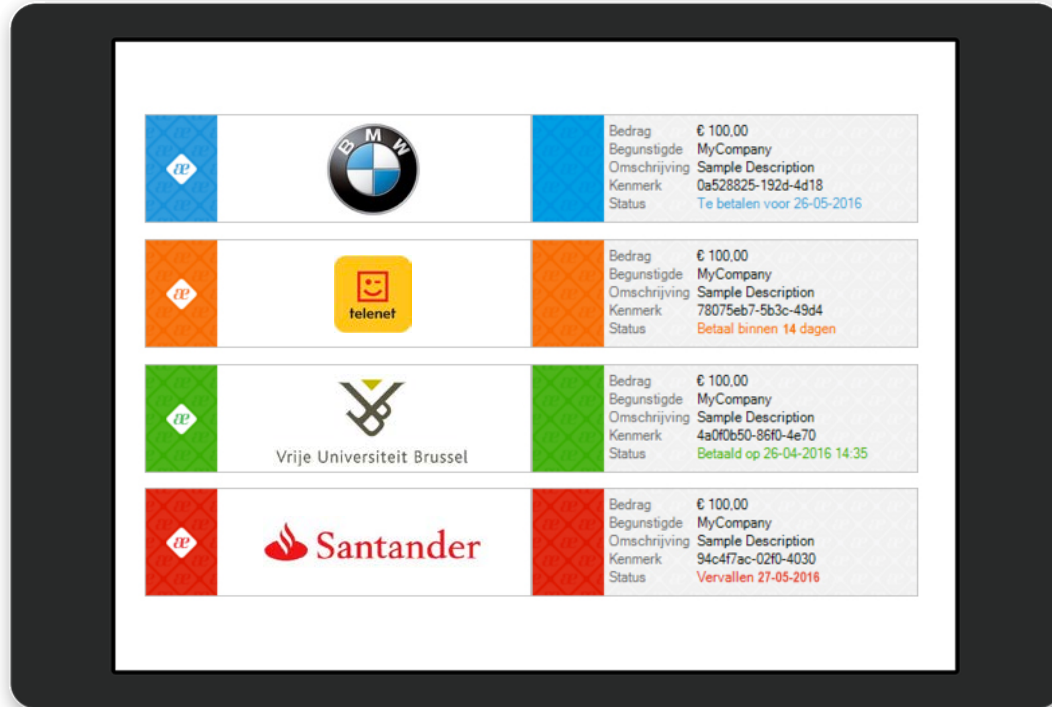 æ
BMW
Bedrag € 100,00
Begunstigde MyCompany
Omschrijving Sample Description
Kenmerk 0a528825-192d-4d18
Status Te betalen voor 26-05-2016
æ
telenet
Bedrag € 100,00
Begunstigde MyCompany
Omschrijving Sample Description
Kenmerk 78075eb7-5b3c-49d4
Status Betaal binnen 14 dagen
æ
Vrije Universiteit Brussel
Bedrag € 100,00
Begunstigde MyCompany
Omschrijving Sample Description
Kenmerk 4a0f0b50-86f0-4e70
Status Betaald op 26-04-2016 14:35
æ
Santander
Bedrag € 100,00
Begunstigde MyCompany
Omschrijving Sample Description
Kenmerk 94c4f7ac-02f0-4030
Status Vervallen 27-05-2016